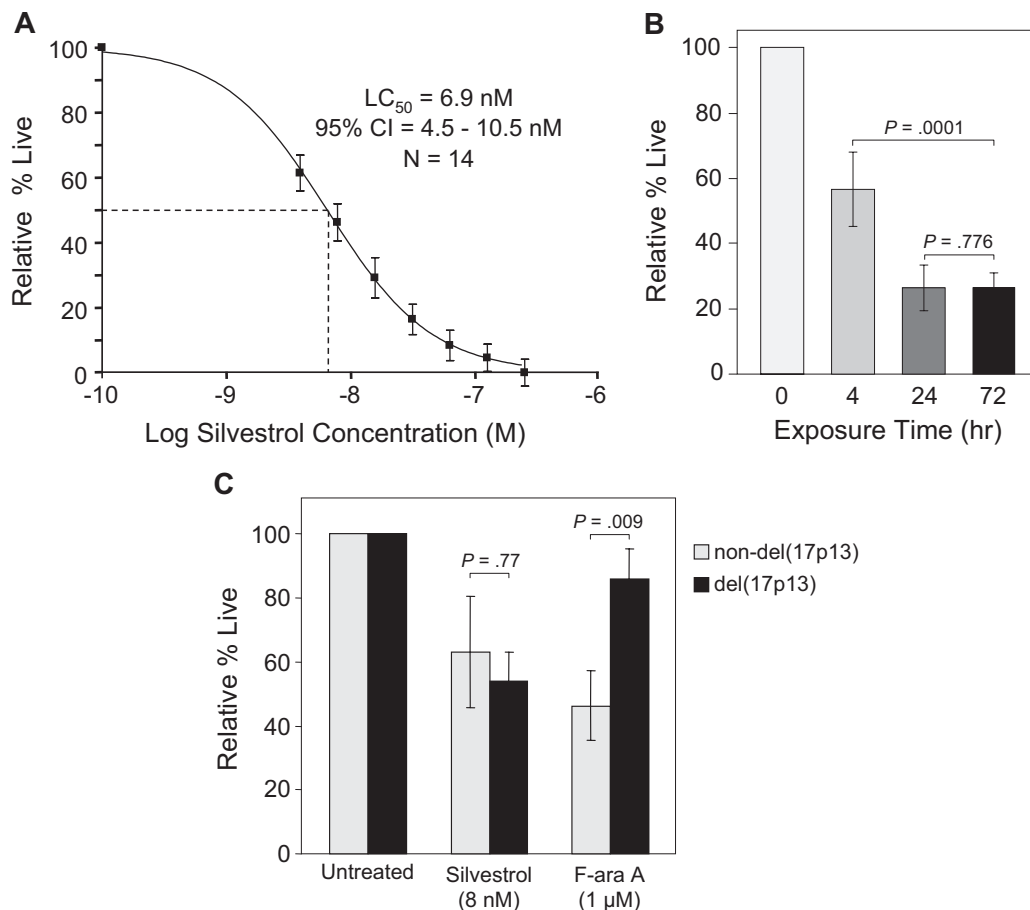 A
100
80
60
40
20
0
Relative % Live
LC50 = 6.9 nM
95% CI = 4.5 - 10.5 nM
N = 14
-10
-9
-8
-7
-6
Log Silvestrol Concentration (M)
B
100
80
60
40
20
0
Relative % Live
P = .0001
P = .776
0
4
24
72
Exposure Time (hr)
C
100
80
60
40
20
0
Relative % Live
P = .77
P = .009
non-del(17p13)
del(17p13)
Untreated
Silvestrol
(8 nM)
F-ara A
(1 μM)